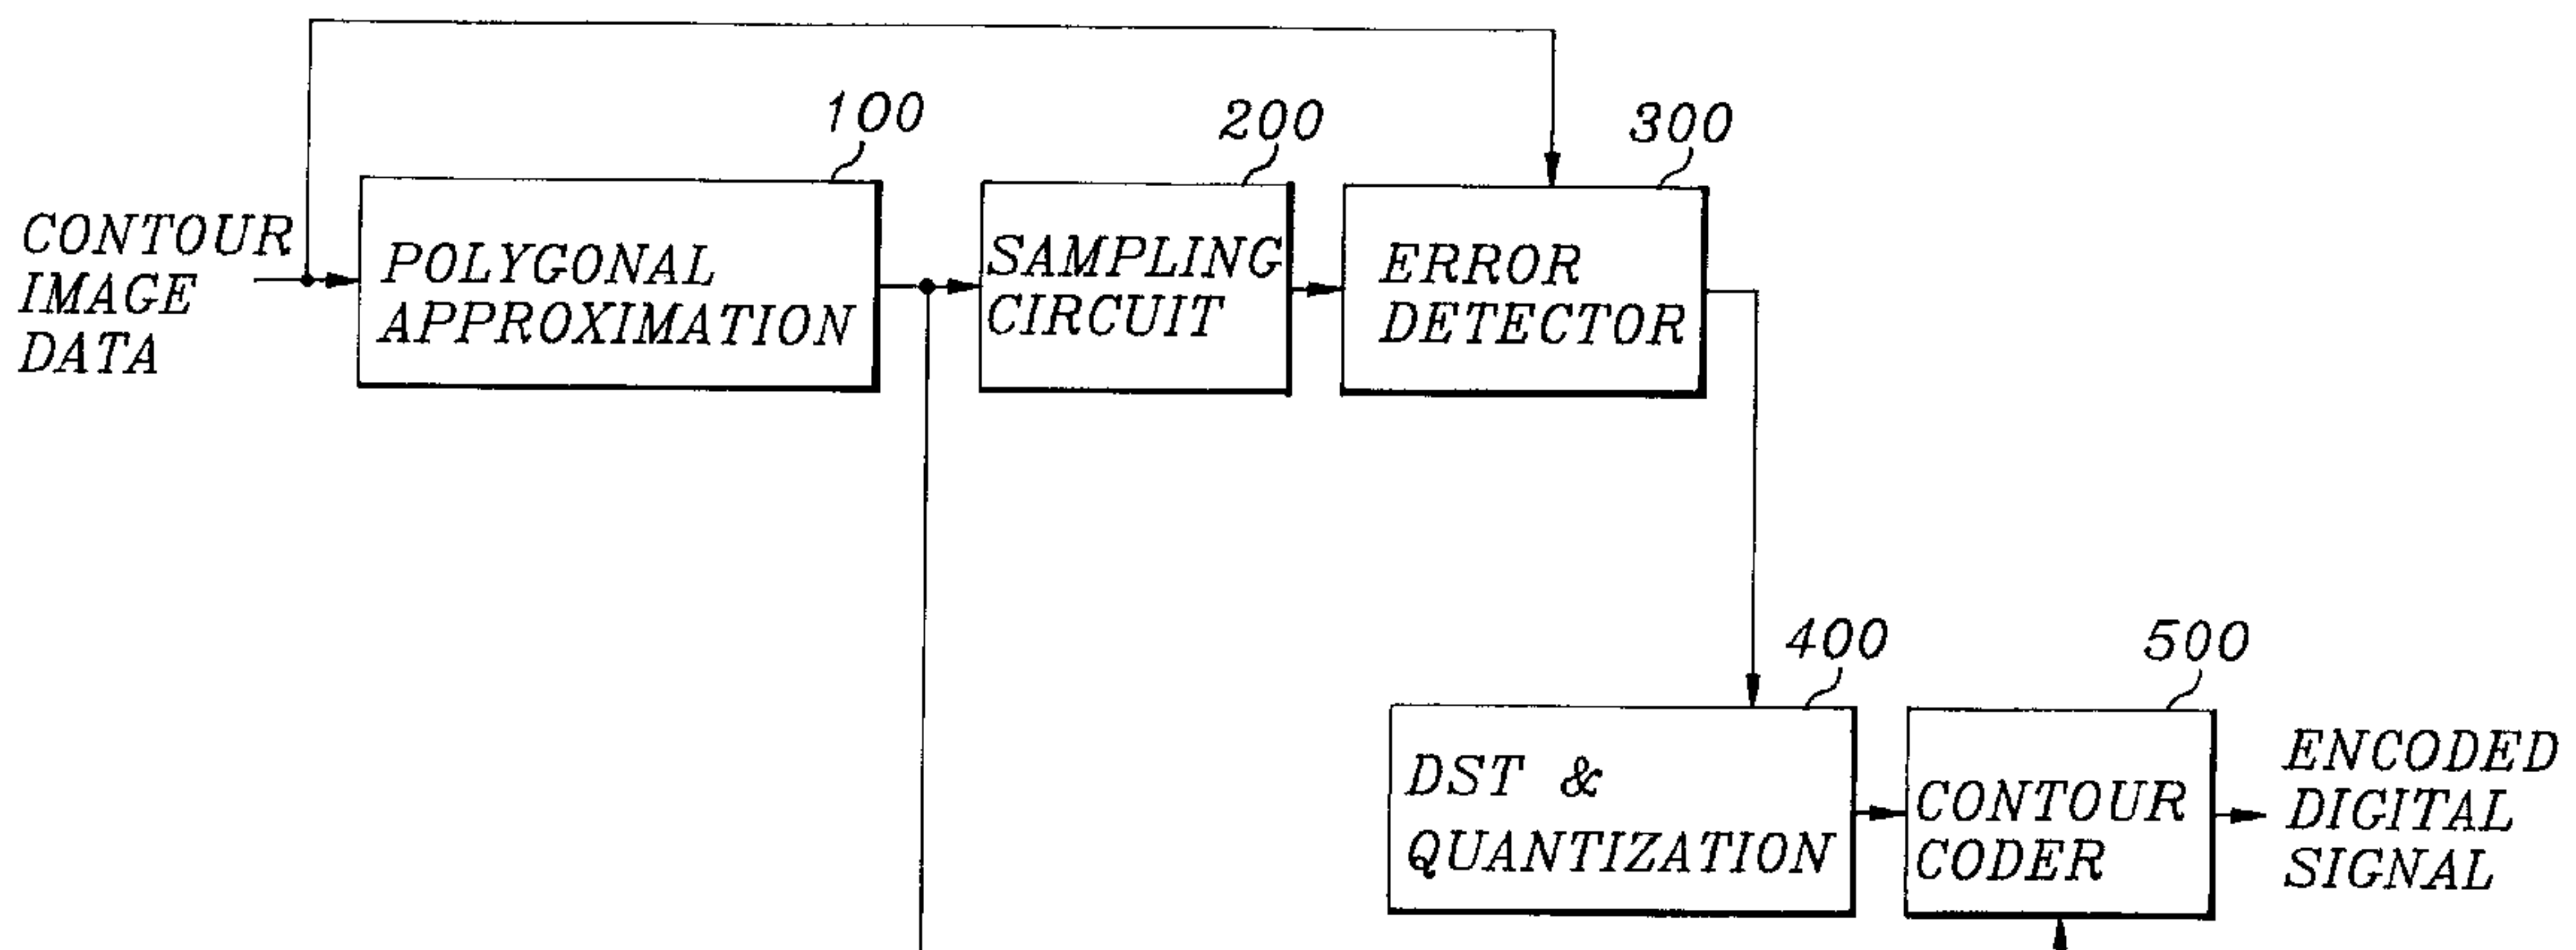 100
200
300
CONTOUR
IMAGE
DATA
POLYGONAL
APPROXIMATION
SAMPLING
CIRCUIT
ERROR
DETECTOR
400
500
DST &
QUANTIZATION
CONTOUR
CODER
ENCODED
DIGITAL
SIGNAL